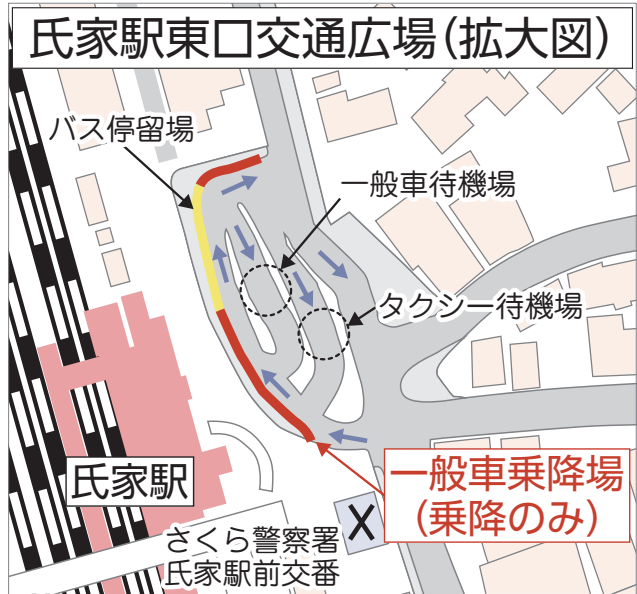 氏家駅東口交通広場(拡大図)
バス停留場
一般車待機場
タクシー待機場
氏家駅
一般車乗降場
(乗降のみ)
さくら警察署
氏家駅前交番